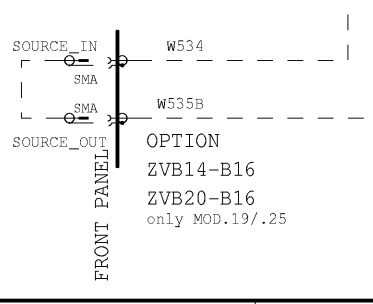 SOURCE_IN
W534
SMA
SMA
W535B
SOURCE_OUT
OPTION
ZVB14-B16
ZVB20-B16
only MOD.19/.25
FRONT PANEL